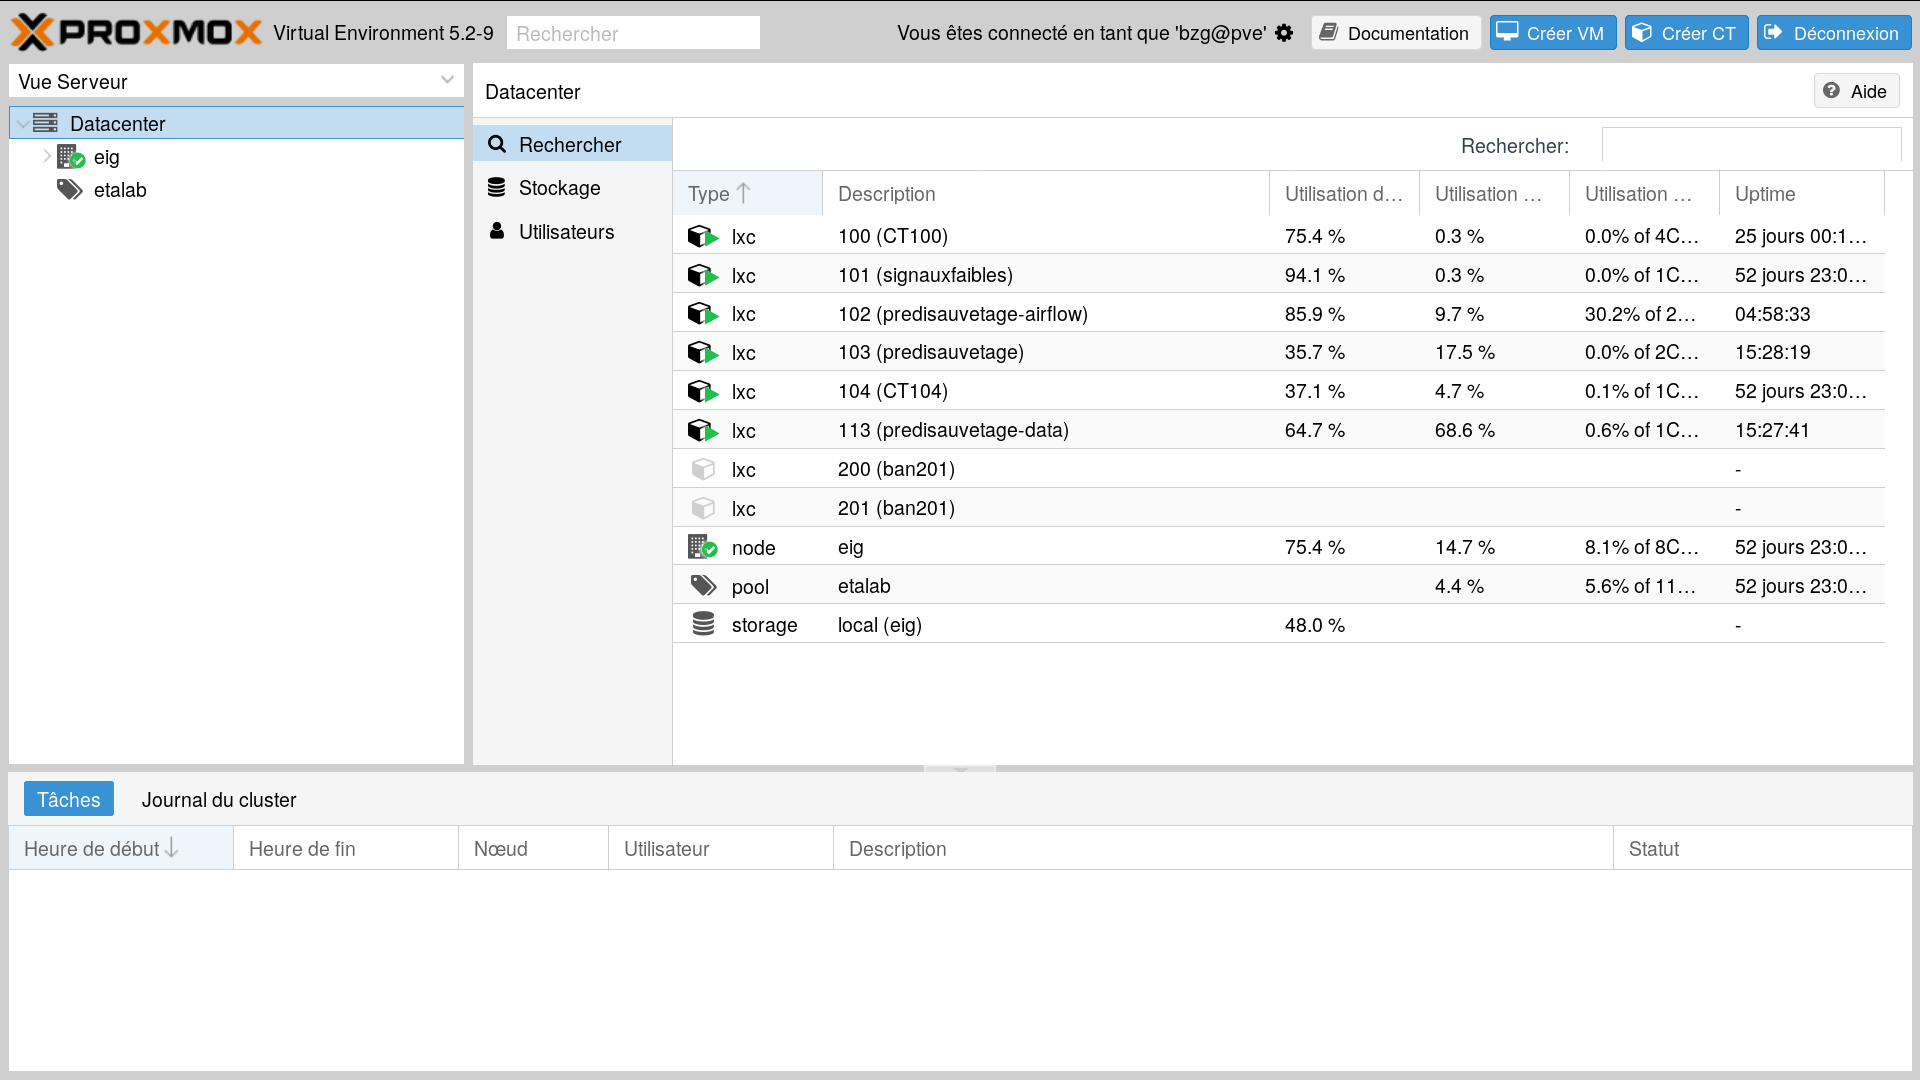 PROXMOX Virtual Environment 5.2-9 Rechercher Vous êtes connecté en tant que 'bzg@pve' Documentation Créer VM Créer CT Déconnexion
Vue Serveur
Datacenter
eig
etalab
Datacenter Aide
Rechercher
Stockage
Utilisateurs
Rechercher:
Type Description Utilisation d... Utilisation ... Utilisation ... Uptime
lxc 100 (CT100) 75.4 % 0.3 % 0.0% of 4C... 25 jours 00:1...
lxc 101 (signauxfaibles) 94.1 % 0.3 % 0.0% of 1C... 52 jours 23:0...
lxc 102 (predisauvetage-airflow) 85.9 % 9.7 % 30.2% of 2... 04:58:33
lxc 103 (predisauvetage) 35.7 % 17.5 % 0.0% of 2C... 15:28:19
lxc 104 (CT104) 37.1 % 4.7 % 0.1% of 1C... 52 jours 23:0...
lxc 113 (predisauvetage-data) 64.7 % 68.6 % 0.6% of 1C... 15:27:41
lxc 200 (ban201) -
lxc 201 (ban201) -
node eig 75.4 % 14.7 % 8.1% of 8C... 52 jours 23:0...
pool etalab 4.4 % 5.6% of 11... 52 jours 23:0...
storage local (eig) 48.0 % -
Tâches Journal du cluster
Heure de début Heure de fin Nœud Utilisateur Description Statut